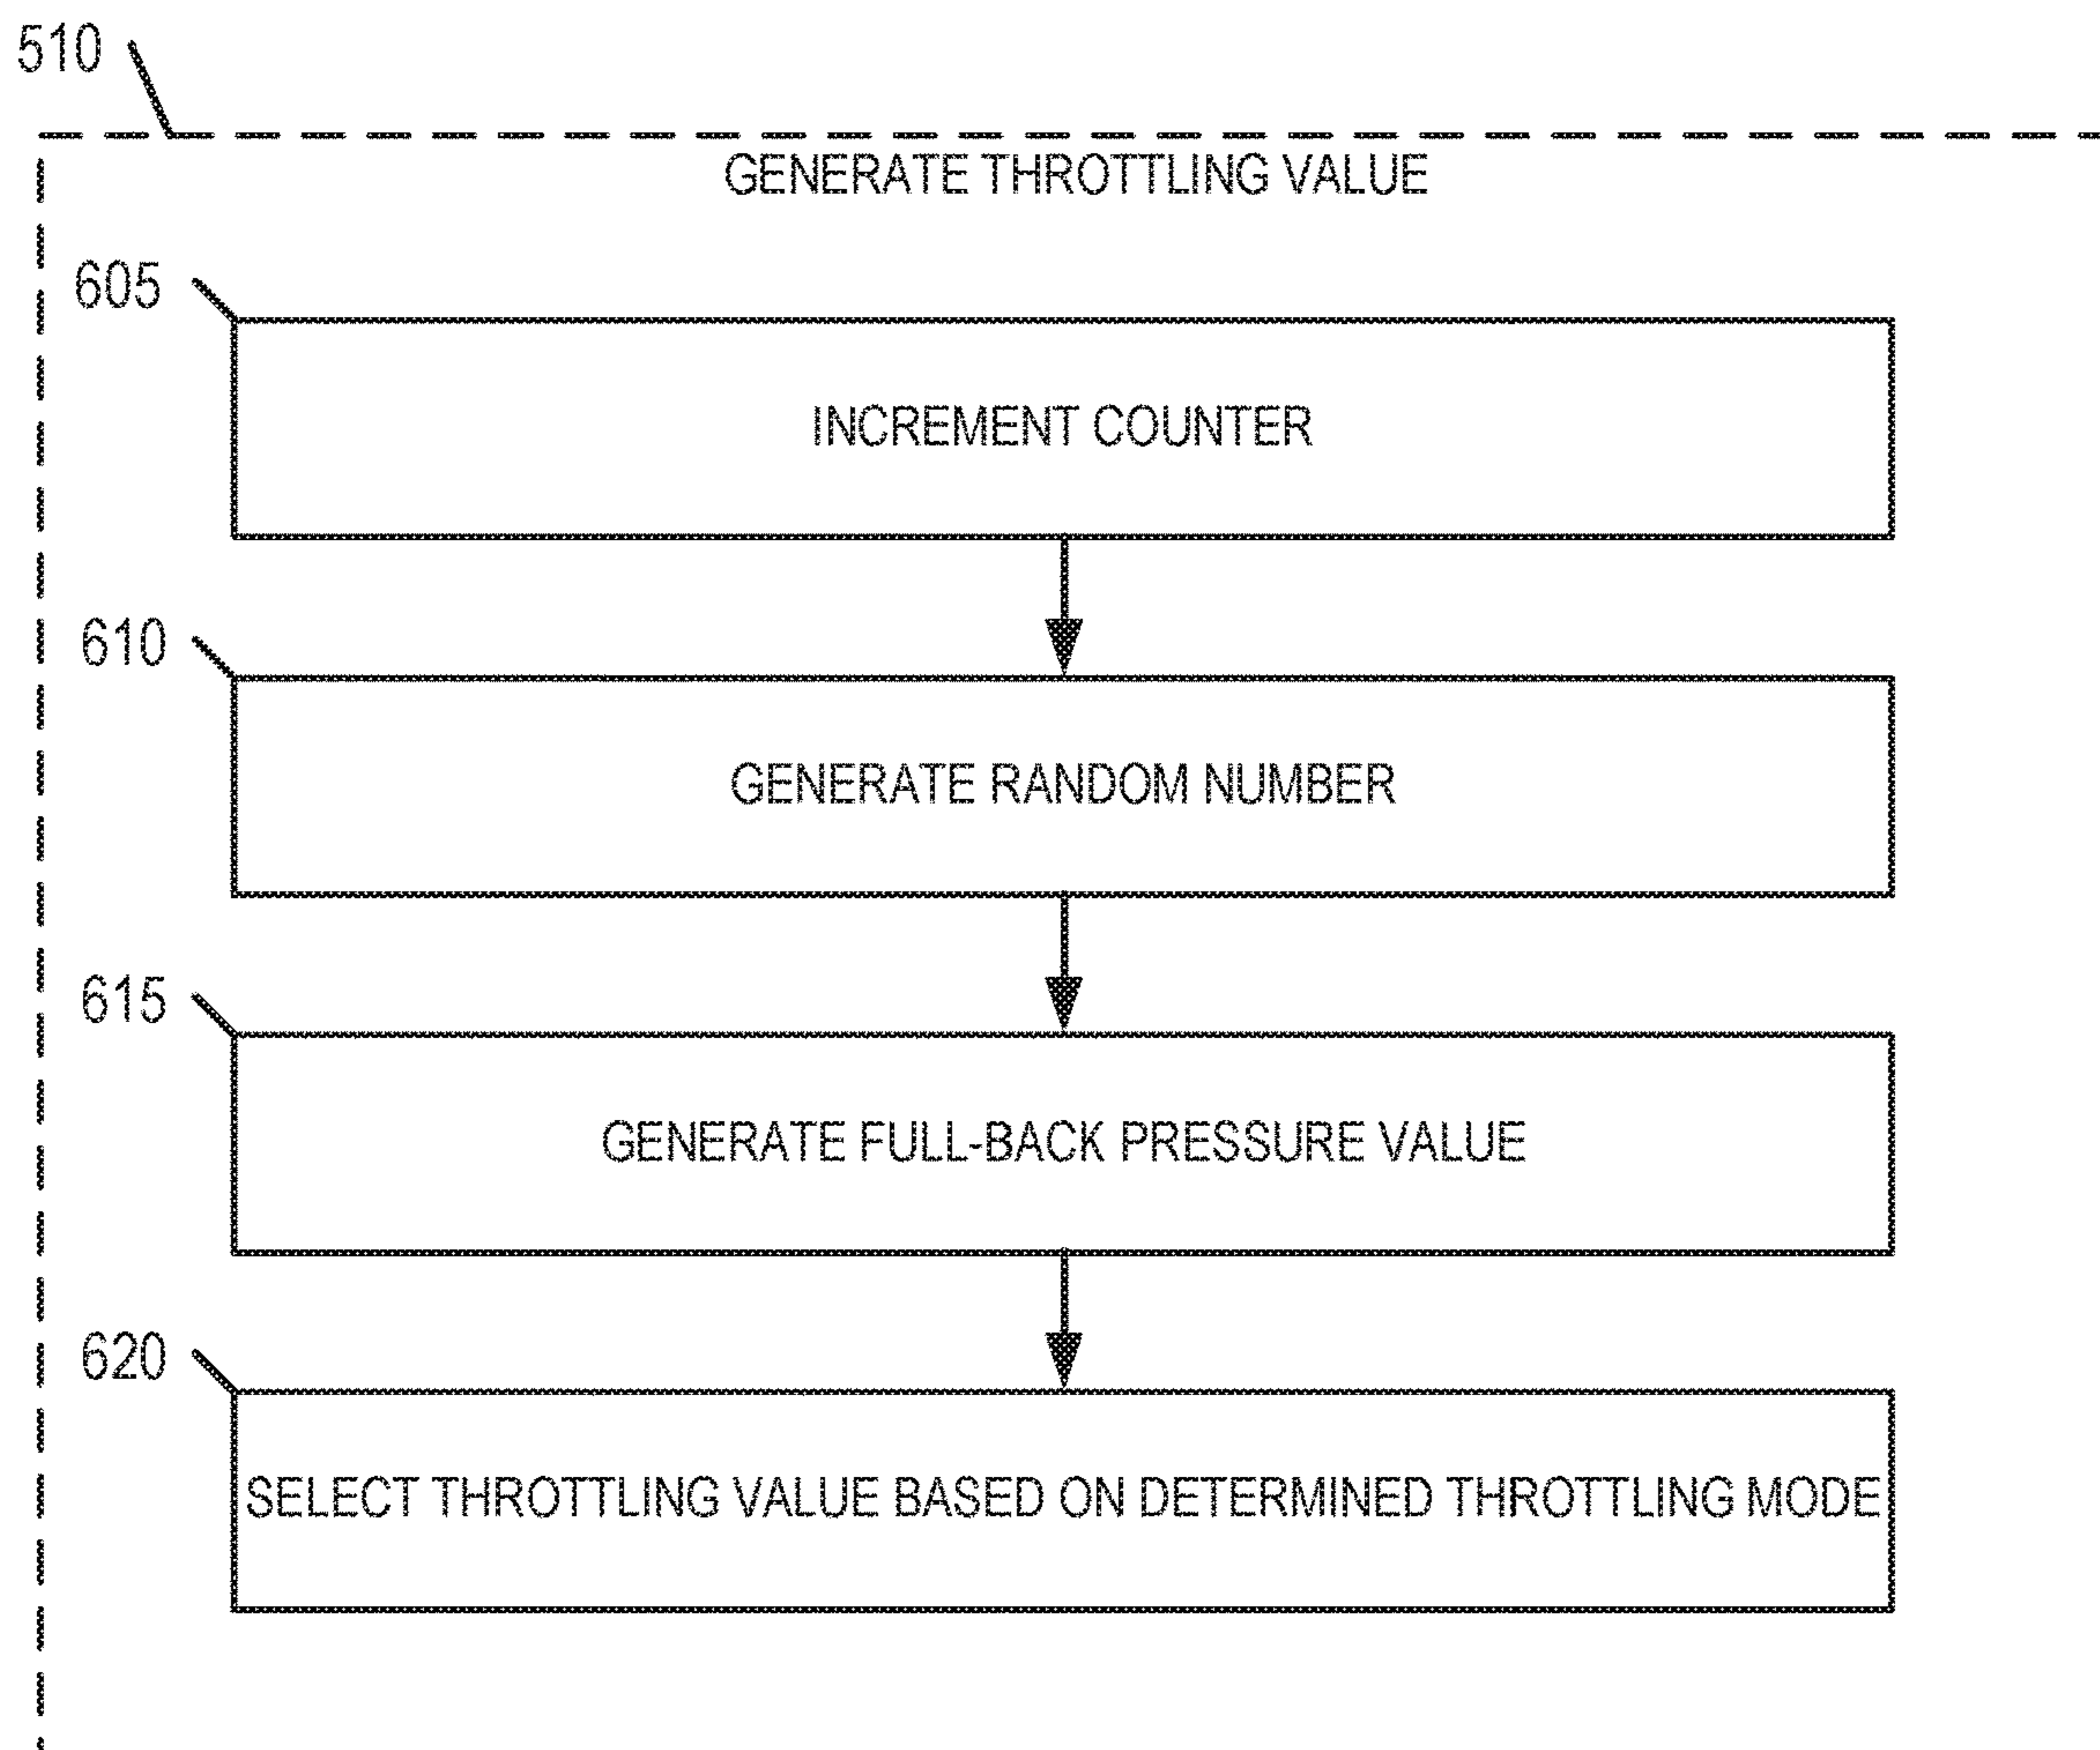 510
GENERATE THROTTLING VALUE
605
INCREMENT COUNTER
610
GENERATE RANDOM NUMBER
615
GENERATE FULL-BACK PRESSURE VALUE
620
SELECT THROTTLING VALUE BASED ON DETERMINED THROTTLING MODE